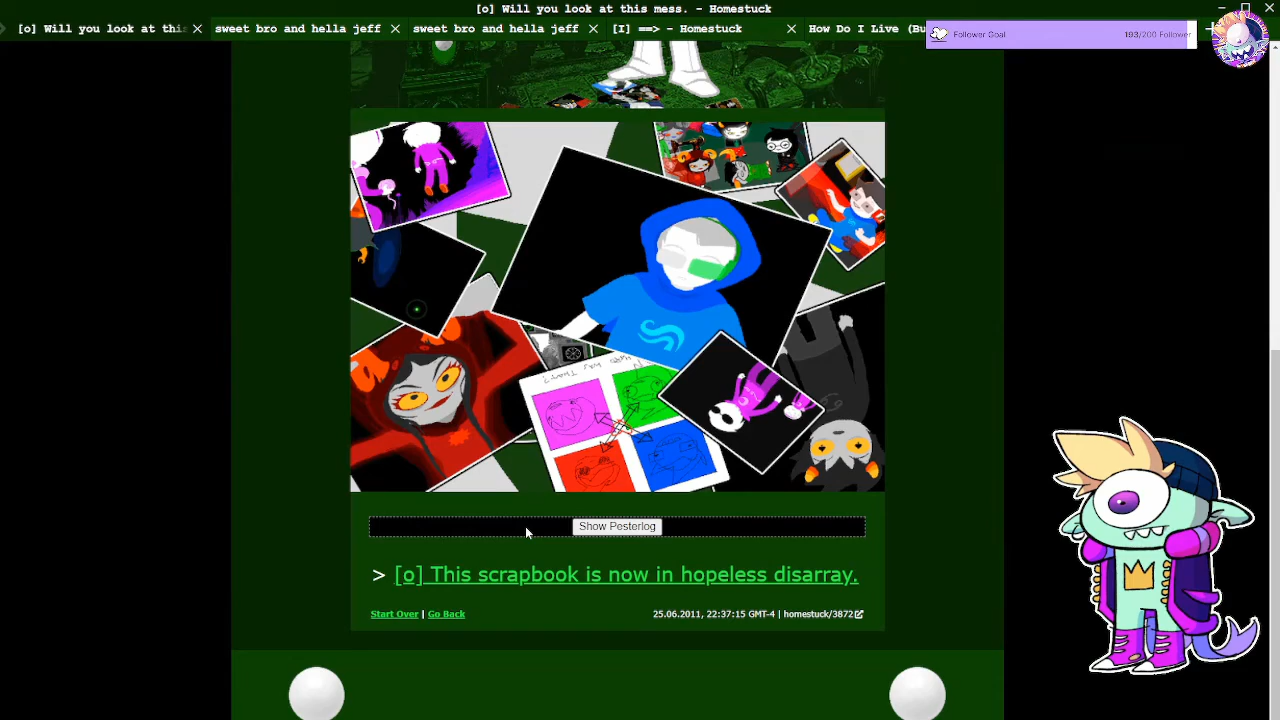 [o] Will you look at this mess. - Homestuck
[o] Will you look at thi
sweet bro and hella jeff
sweet bro and hella jeff
[I] ==> - Homestuck
How Do I Live (Bu
Follower Goal
193/200 Follower
Show Pesterlog
> [o] This scrapbook is now in hopeless disarray.
Start Over | Go Back
25.06.2011, 22:37:15 GMT-4 | homestuck/3872